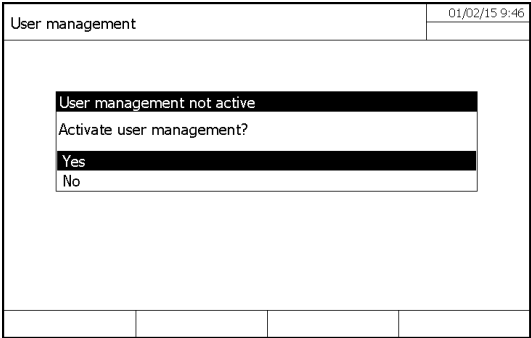 User management
01/02/15 9:46
User management not active
Activate user management?
Yes
No